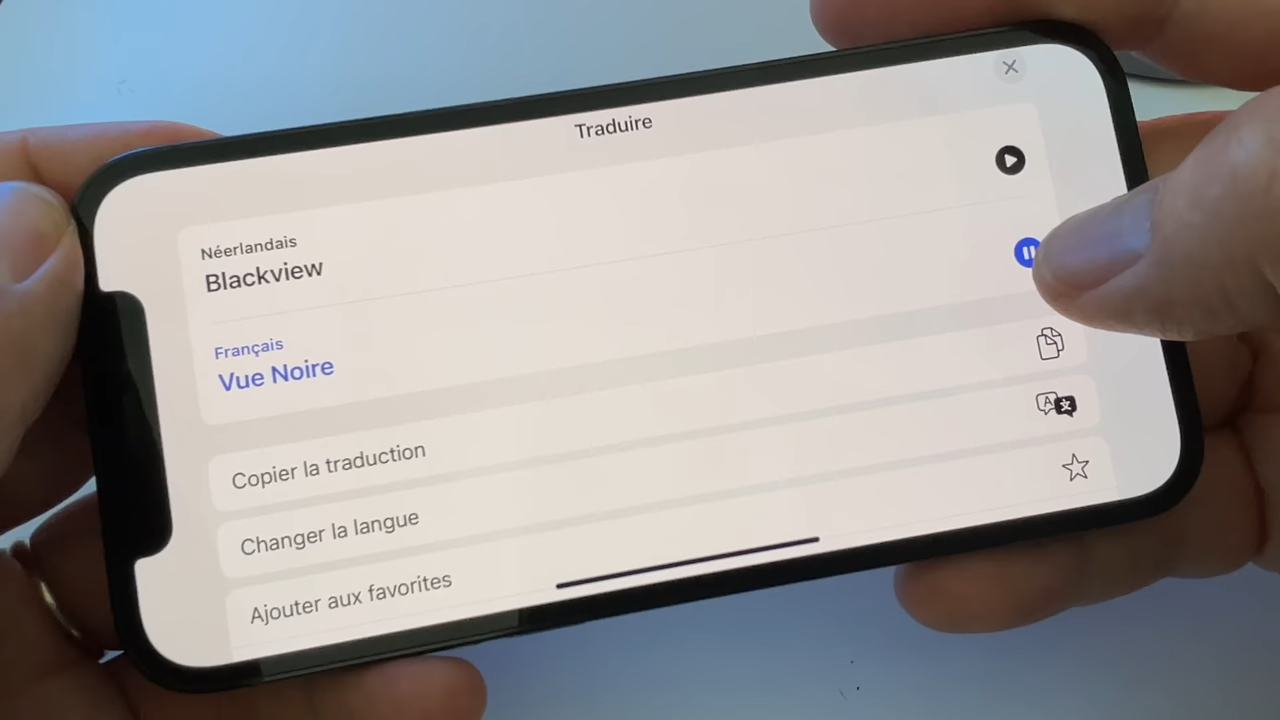 Traduire
Néerlandais
Blackview
Français
Vue Noire
Copier la traduction
Changer la langue
Ajouter aux favorites